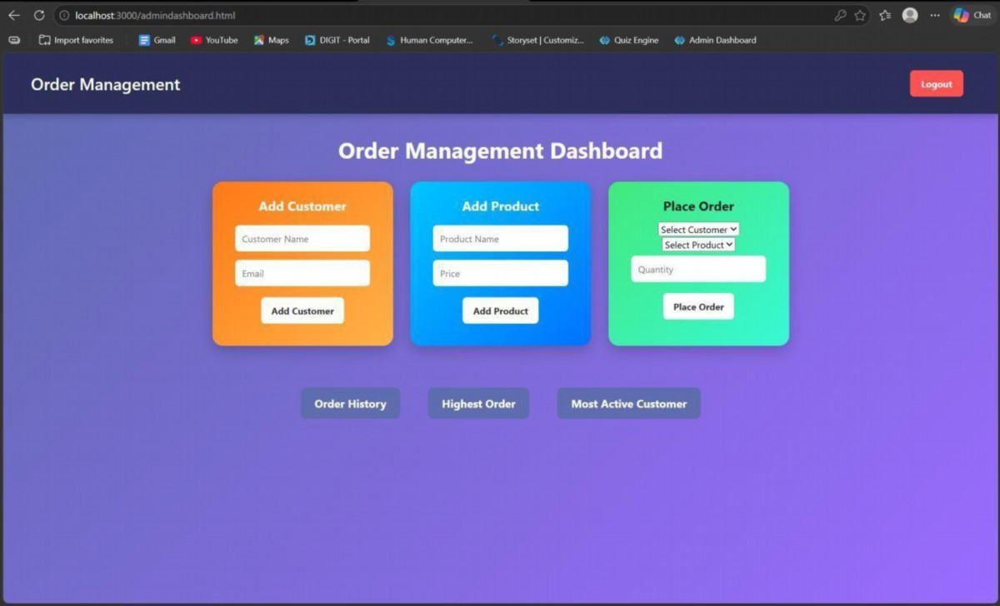 localhost:3000/admindashboard.html
Chat
Import favorites Gmail YouTube Maps DIGIT - Portal Human Computer... Storyset | Customiz... Quiz Engine Admin Dashboard
Order Management
Logout
Order Management Dashboard
Add Customer
Customer Name
Email
Add Customer
Add Product
Product Name
Price
Add Product
Place Order
Select Customer
Select Product
Quantity
Place Order
Order History Highest Order Most Active Customer